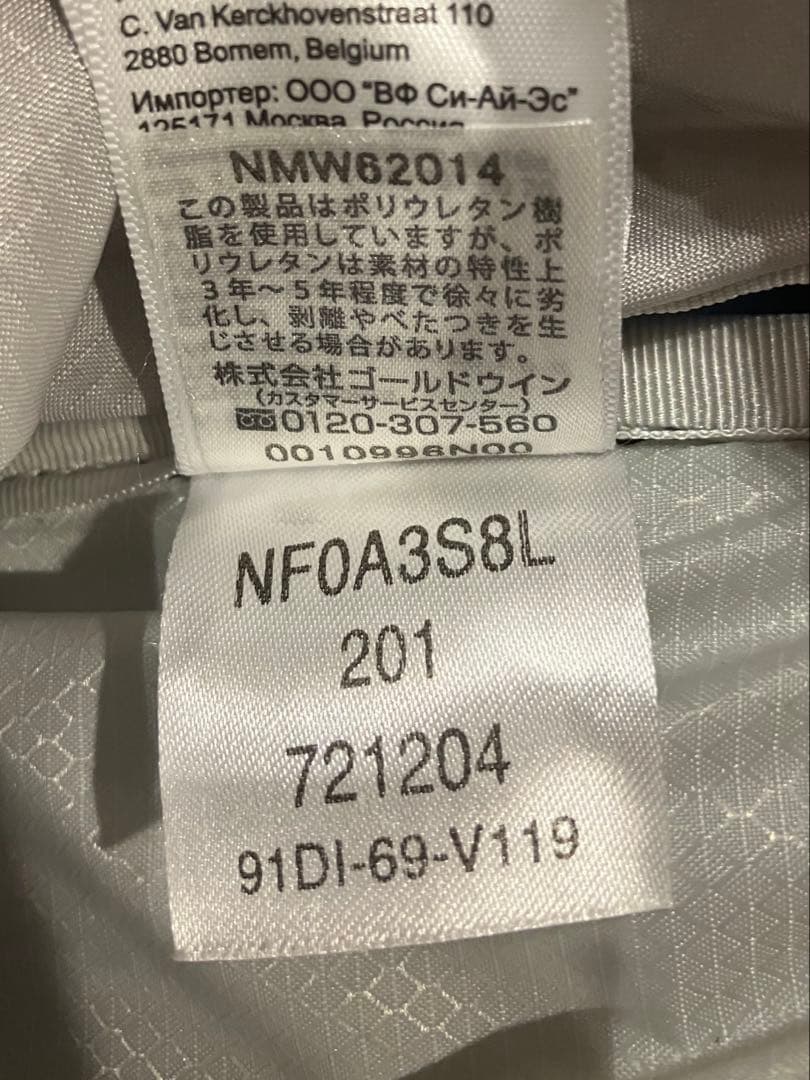 C. Van Kerckhovenstraat 110
2880 Bornem, Belgium
Импортер: ООО "ВФ Си-Ай-Эс"
125171 Москва, Россия
NMW62014
この製品はポリウレタン樹
脂を使用していますが、ポ
リウレタンは素材の特性上
3年～5年程度で徐々に劣
化し、剥離やべたつきを生
じさせる場合があります。
株式会社ゴールドウイン
(カスタマーサービスセンター)
0120-307-560
0010996N00
NF0A3S8L
201
721204
91DI-69-V119